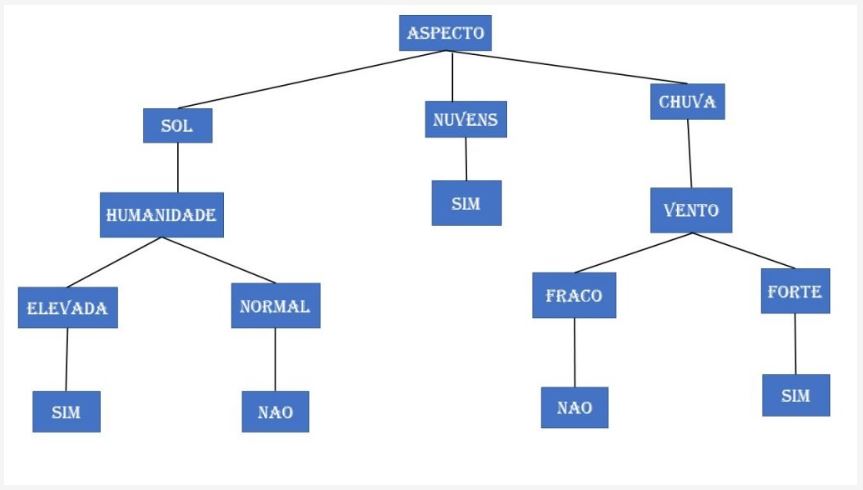 ASPECTO
SOL
NUVENS
CHUVA
HUMANIDADE
SIM
VENTO
ELEVADA
NORMAL
FRACO
FORTE
SIM
NAO
NAO
SIM